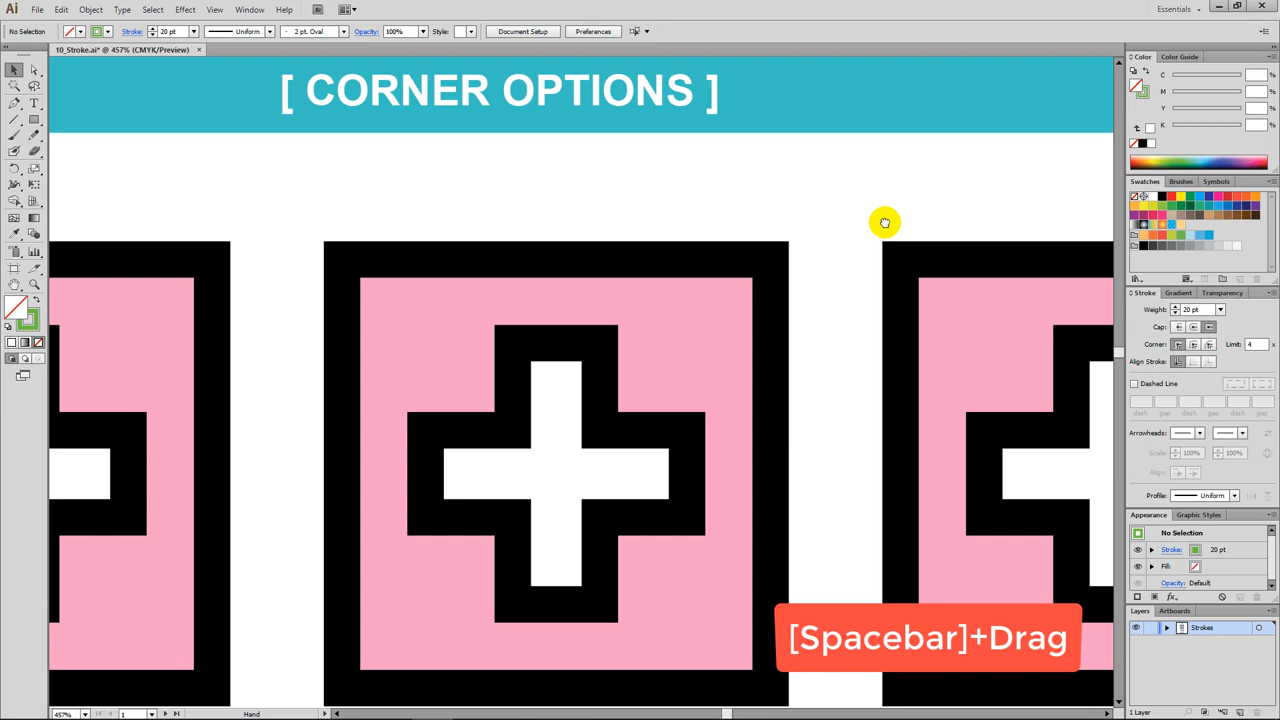 Ai File Edit Object Type Select Effect View Window Help Br Essentials
No Selection Stroke: 20 pt Uniform 2 pt. Oval Opacity: 100% Style: Document Setup Preferences
10_Stroke.ai* @ 457% (CMYK/Preview) ×
[ CORNER OPTIONS ]
[Spacebar]+Drag
Color Color Guide
C %
M %
Y %
K %
Swatches Brushes Symbols
Stroke Gradient Transparency
Weight: 20 pt
Cap:
Corner: Limit: 4 x
Align Stroke:
Dashed Line
dash gap dash gap dash gap
Arrowheads:
Scale: 100% 100%
Align:
Profile: Uniform
Appearance Graphic Styles
No Selection
Stroke: 20 pt
Fill:
Opacity: Default
fx
Layers Artboards
Strokes
1 Layer
457% 1 Hand